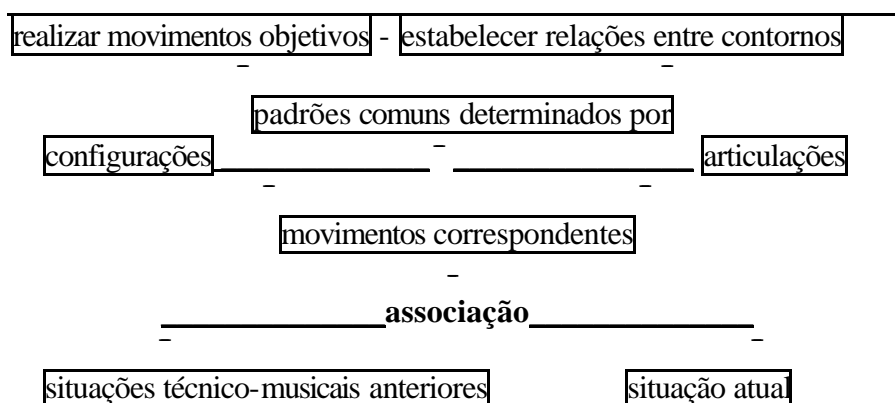 realizar movimentos objetivos - estabelecer relações entre contornos
padrões comuns determinados por
configurações articulações
movimentos correspondentes
associação
situações técnico-musicais anteriores situação atual